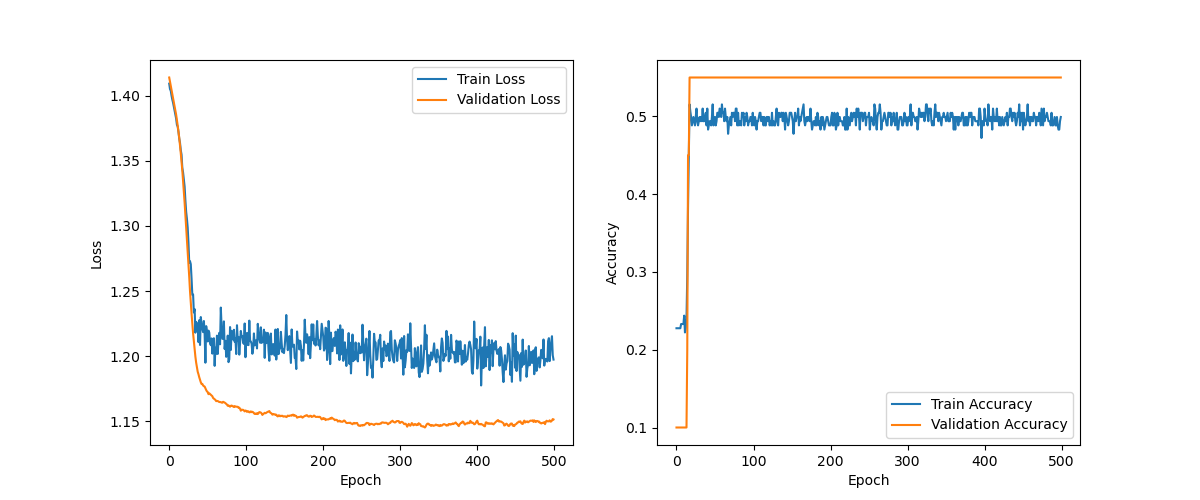 Train Loss
Validation Loss
1.40
1.35
1.30
1.25
1.20
1.15
Loss
0 100 200 300 400 500
Epoch
0.5
0.4
0.3
0.2
0.1
Accuracy
Train Accuracy
Validation Accuracy
0 100 200 300 400 500
Epoch